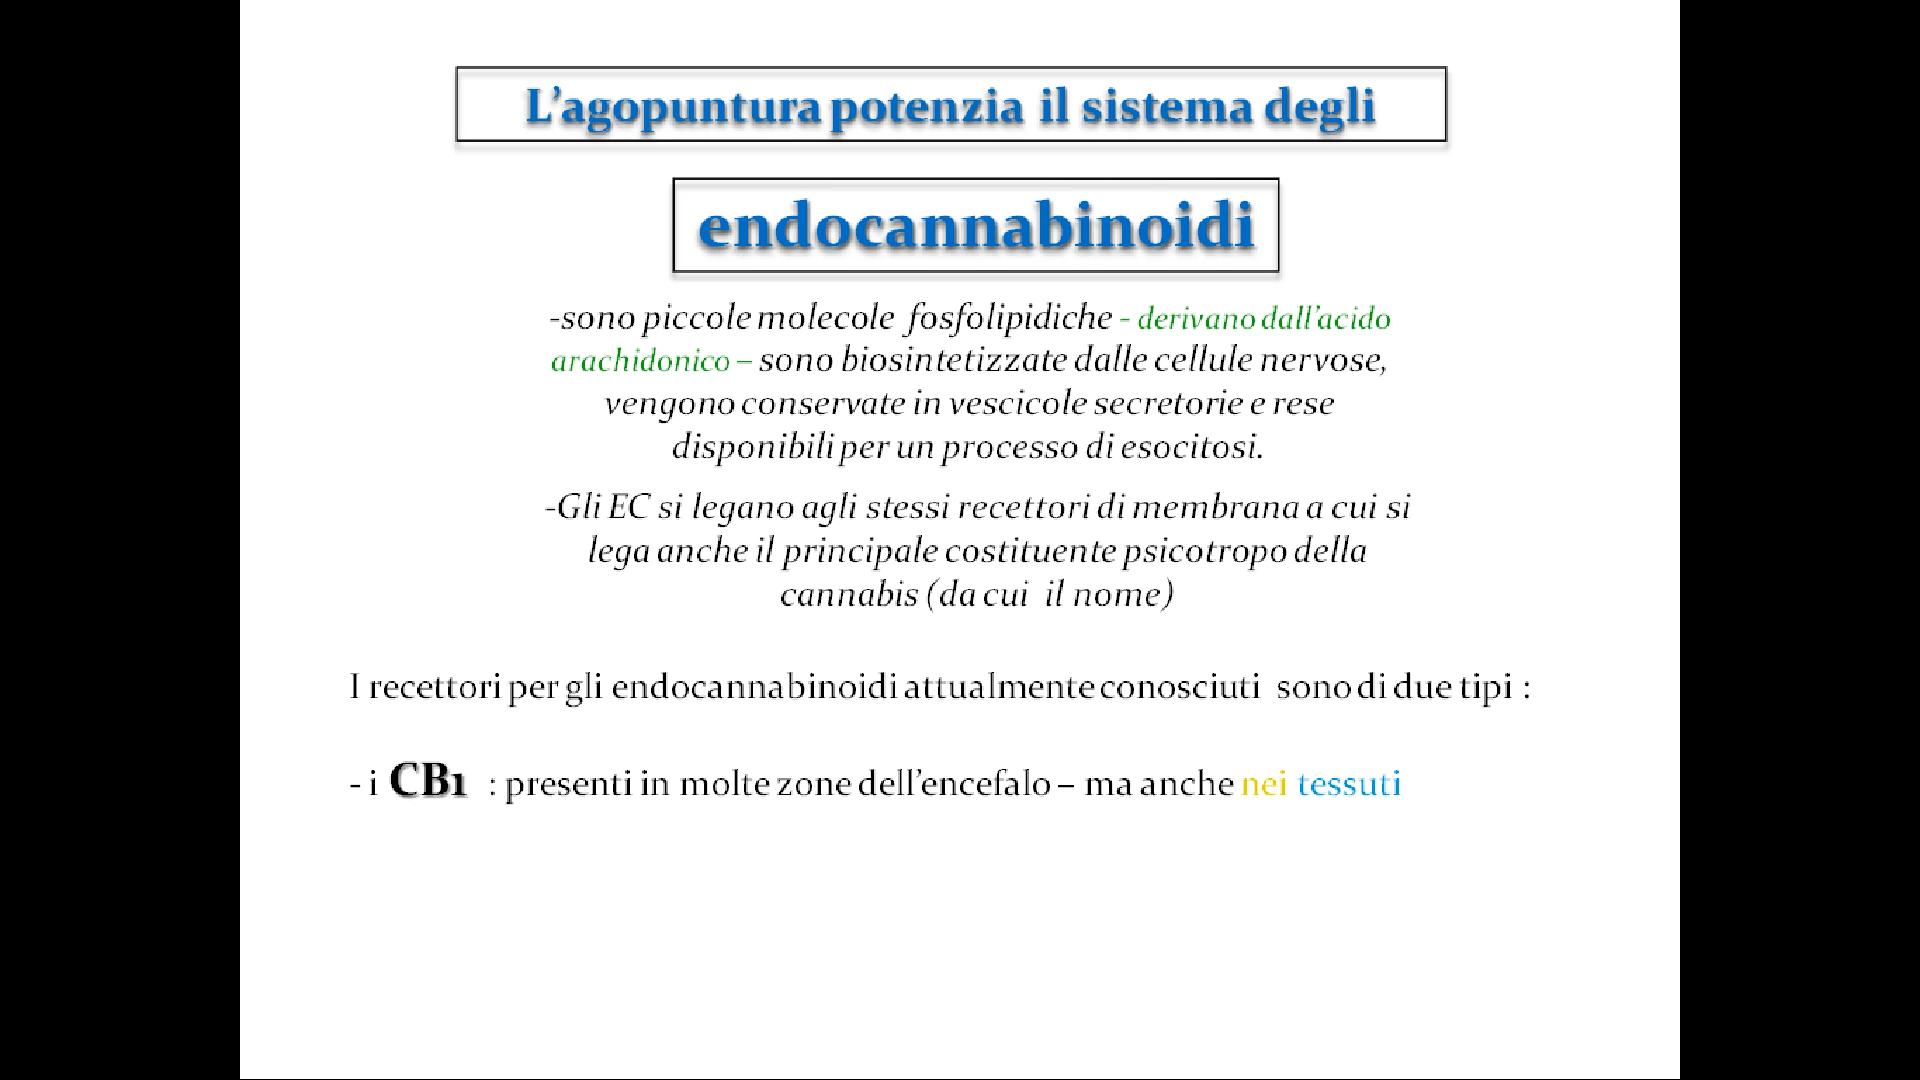 L’agopuntura potenzia il sistema degli
endocannabinoidi
-sono piccole molecole fosfolipidiche - derivano dall’acido
arachidonico – sono biosintetizzate dalle cellule nervose,
vengono conservate in vescicole secretorie e rese
disponibili per un processo di esocitosi.
-Gli EC si legano agli stessi recettori di membrana a cui si
lega anche il principale costituente psicotropo della
cannabis (da cui il nome)
I recettori per gli endocannabinoidi attualmente conosciuti sono di due tipi :
- i CB1 : presenti in molte zone dell’encefalo – ma anche nei tessuti